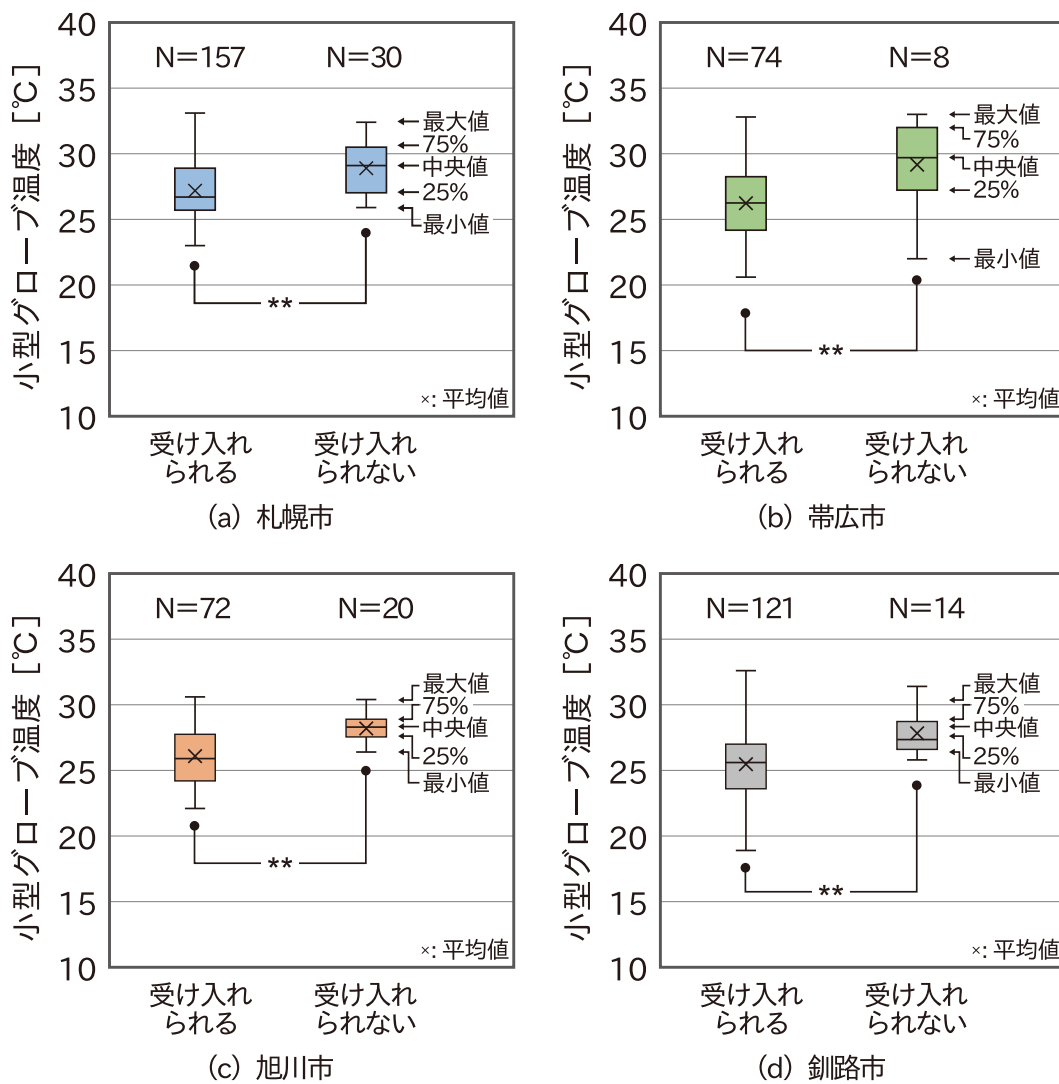 40
35
30
25
20
15
10
小型グローブ温度 [℃]
N=157
N=30
最大値
75%
中央値
25%
最小値
**
×: 平均値
受け入れ
られる
受け入れ
られない
(a) 札幌市
40
35
30
25
20
15
10
小型グローブ温度 [℃]
N=74
N=8
最大値
75%
中央値
25%
最小値
**
×: 平均値
受け入れ
られる
受け入れ
られない
(b) 帯広市
40
35
30
25
20
15
10
小型グローブ温度 [℃]
N=72
N=20
最大値
75%
中央値
25%
最小値
**
×: 平均値
受け入れ
られる
受け入れ
られない
(c) 旭川市
40
35
30
25
20
15
10
小型グローブ温度 [℃]
N=121
N=14
最大値
75%
中央値
25%
最小値
**
×: 平均値
受け入れ
られる
受け入れ
られない
(d) 釧路市